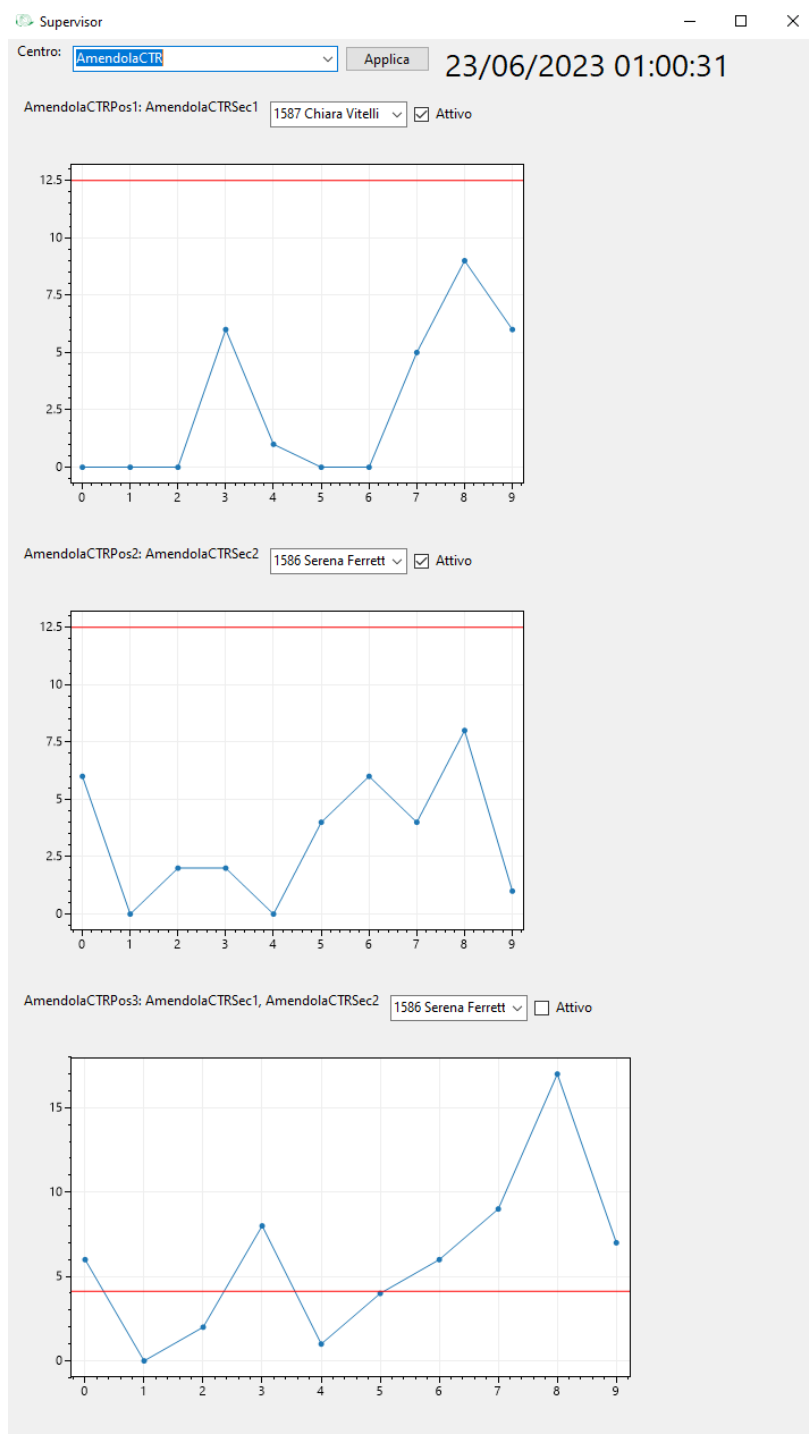 Supervisor
Centro: AmendolaCTR Applica 23/06/2023 01:00:31
AmendolaCTRPos1: AmendolaCTRSec1 1587 Chiara Vitelli Attivo
12.5
10
7.5
5
2.5
0
0 1 2 3 4 5 6 7 8 9
AmendolaCTRPos2: AmendolaCTRSec2 1586 Serena Ferrett Attivo
12.5
10
7.5
5
2.5
0
0 1 2 3 4 5 6 7 8 9
AmendolaCTRPos3: AmendolaCTRSec1, AmendolaCTRSec2 1586 Serena Ferrett Attivo
15
10
5
0
0 1 2 3 4 5 6 7 8 9